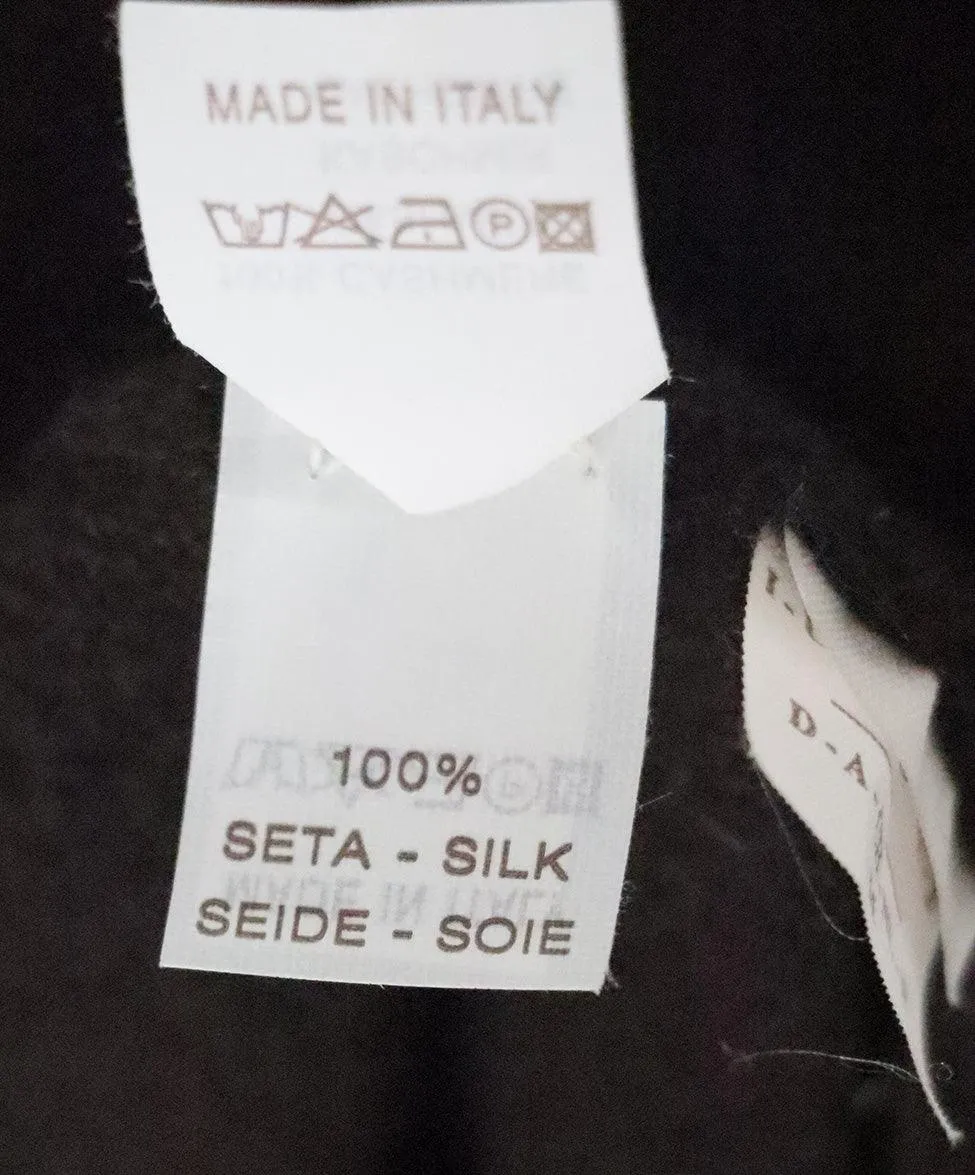 MADE IN ITALY
P
100%
SETA - SILK
SEIDE - SOIE
D-A